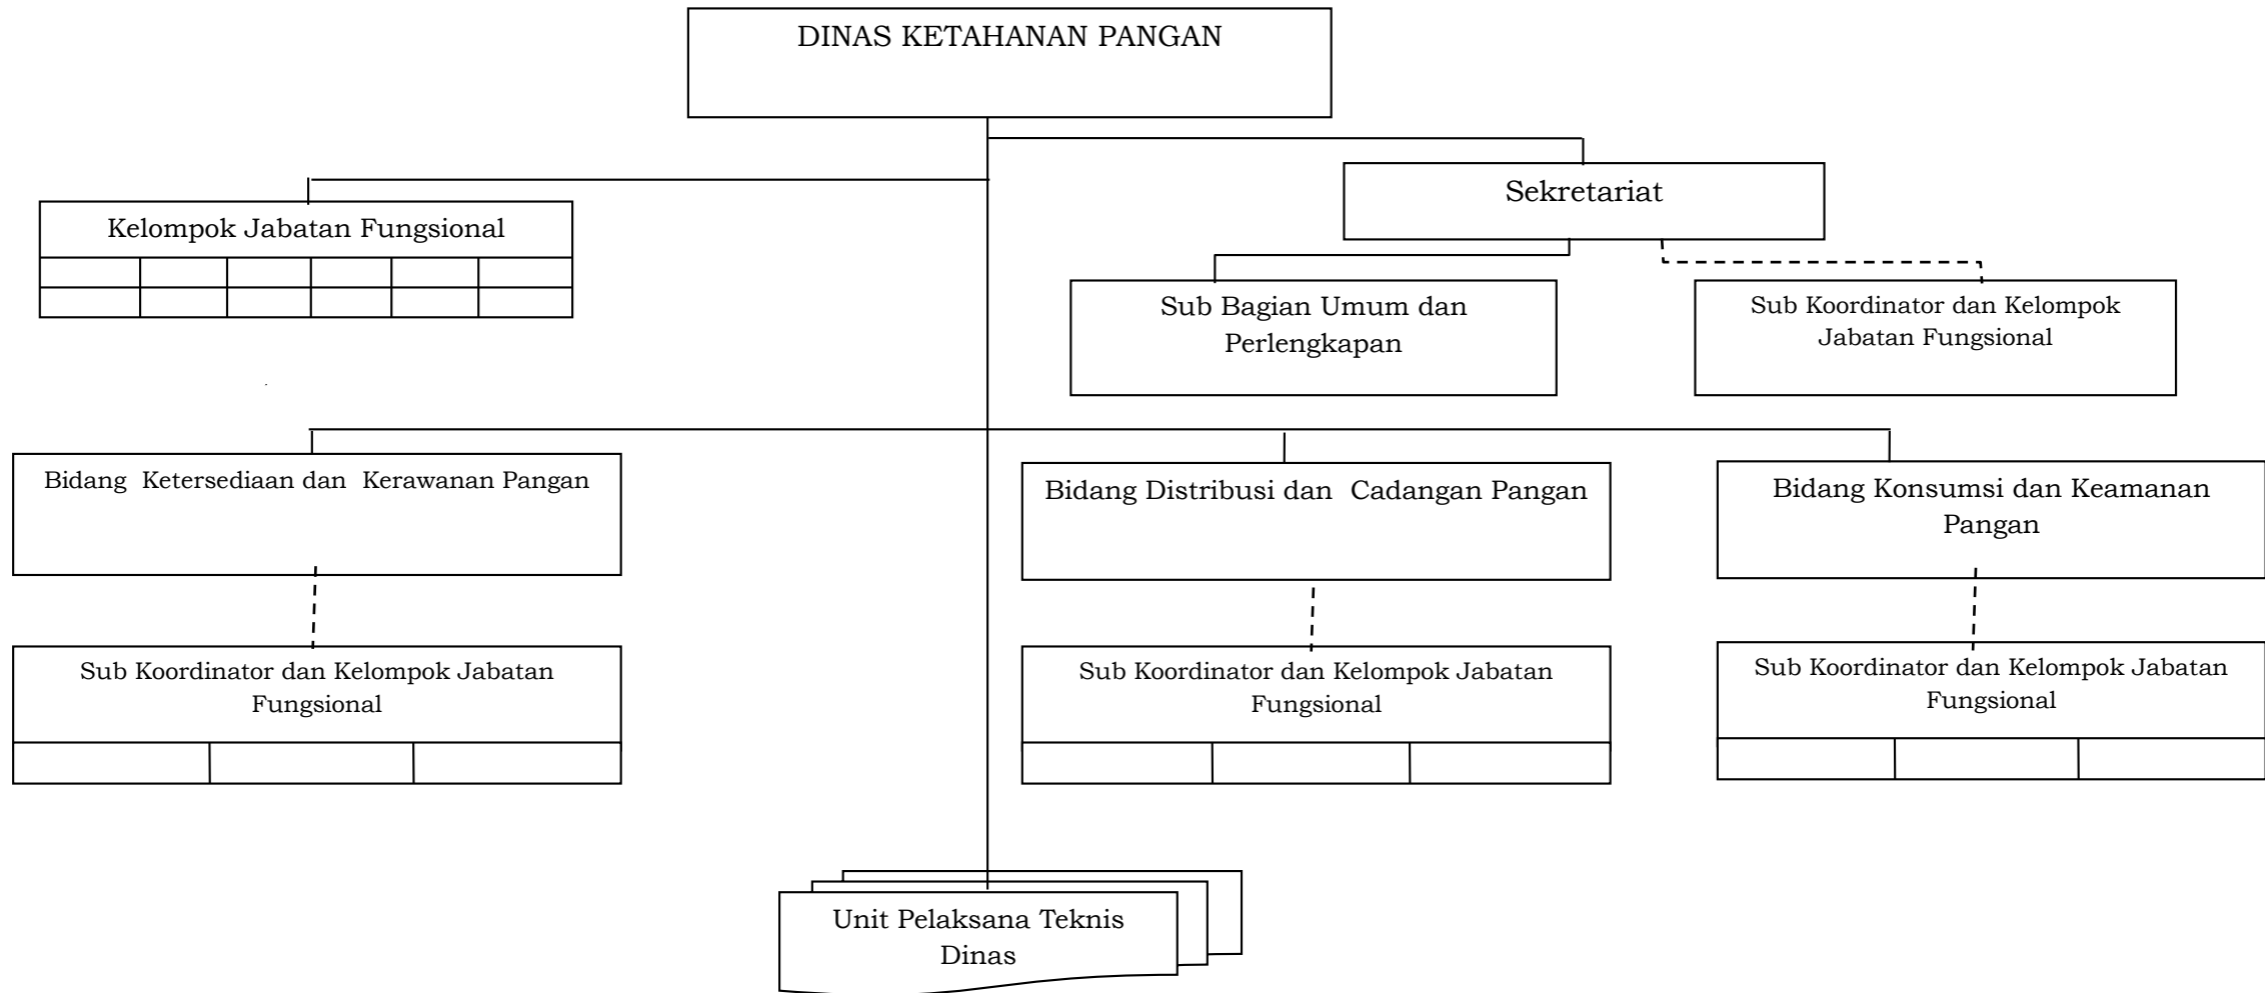 DINAS KETAHANAN PANGAN
Sekretariat
Kelompok Jabatan Fungsional
Sub Bagian Umum dan
Perlengkapan
Sub Koordinator dan Kelompok
Jabatan Fungsional
Bidang Ketersediaan dan Kerawanan Pangan
Bidang Distribusi dan Cadangan Pangan
Bidang Konsumsi dan Keamanan
Pangan
Sub Koordinator dan Kelompok Jabatan
Fungsional
Sub Koordinator dan Kelompok Jabatan
Fungsional
Sub Koordinator dan Kelompok Jabatan
Fungsional
Unit Pelaksana Teknis
Dinas